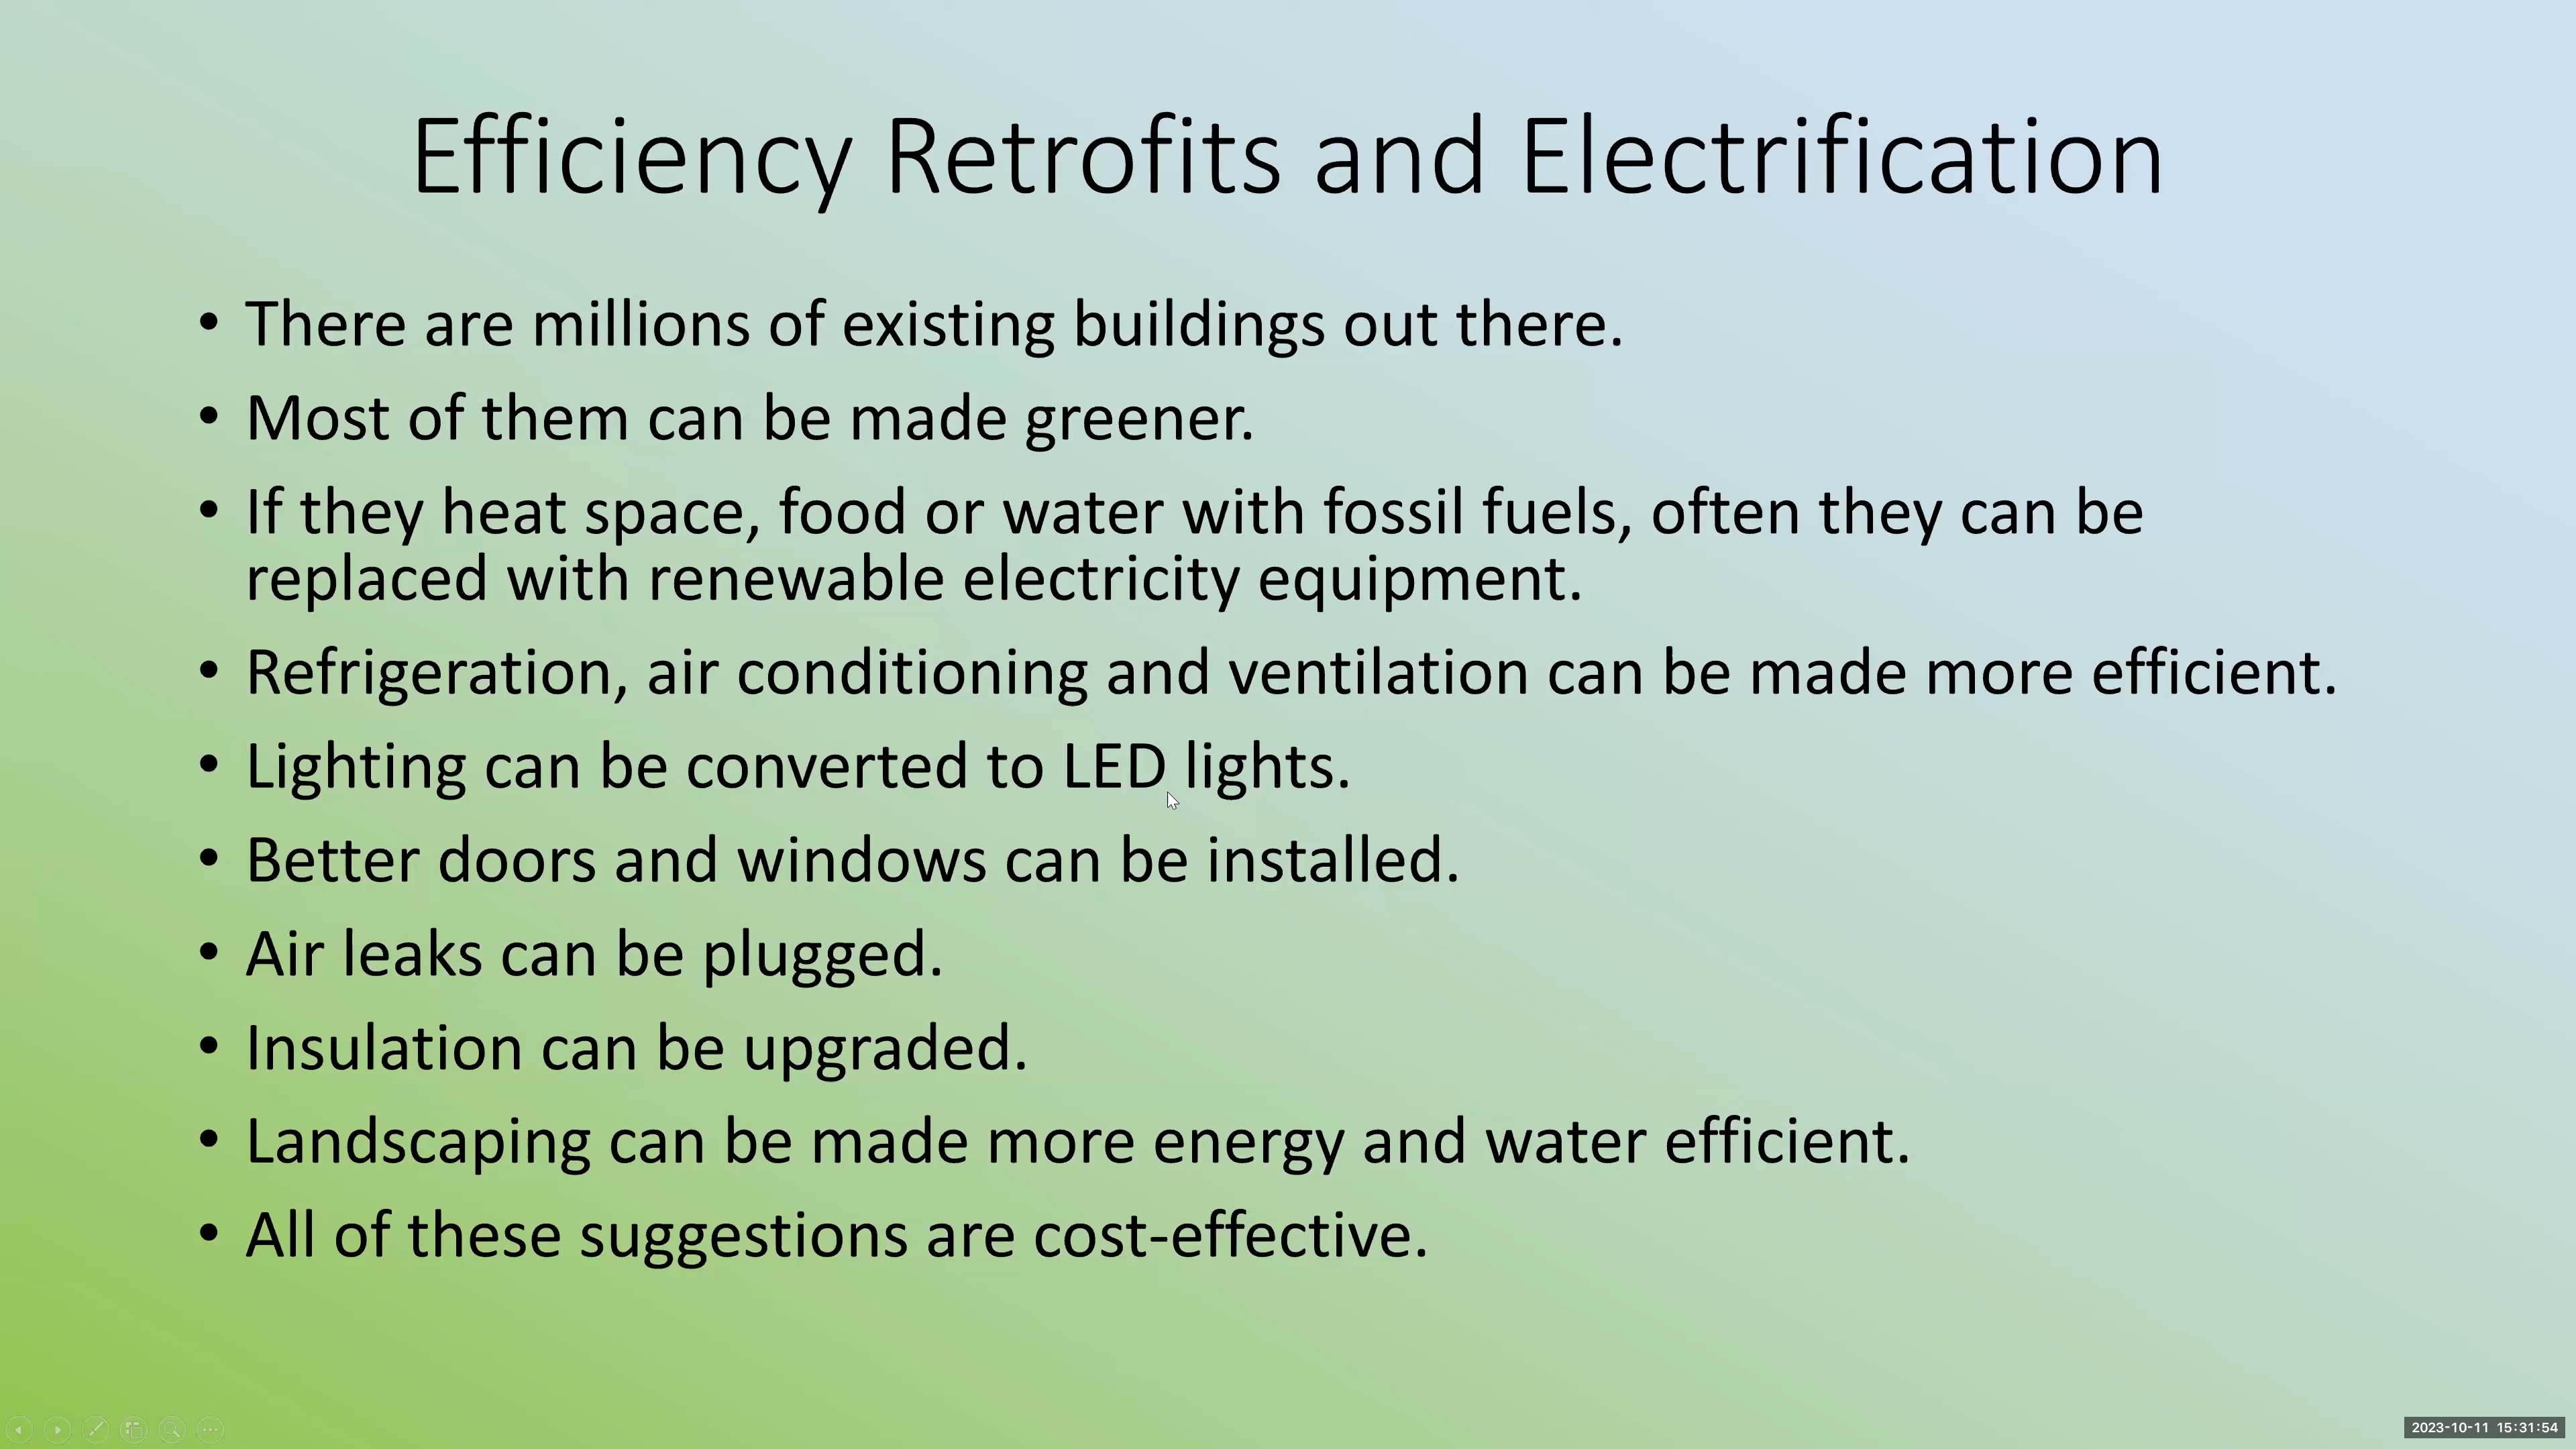 Efficiency Retrofits and Electrification
• There are millions of existing buildings out there.
• Most of them can be made greener.
• If they heat space, food or water with fossil fuels, often they can be
replaced with renewable electricity equipment.
• Refrigeration, air conditioning and ventilation can be made more efficient.
• Lighting can be converted to LED lights.
• Better doors and windows can be installed.
• Air leaks can be plugged.
• Insulation can be upgraded.
• Landscaping can be made more energy and water efficient.
• All of these suggestions are cost-effective.
2023-10-11 15:31:54